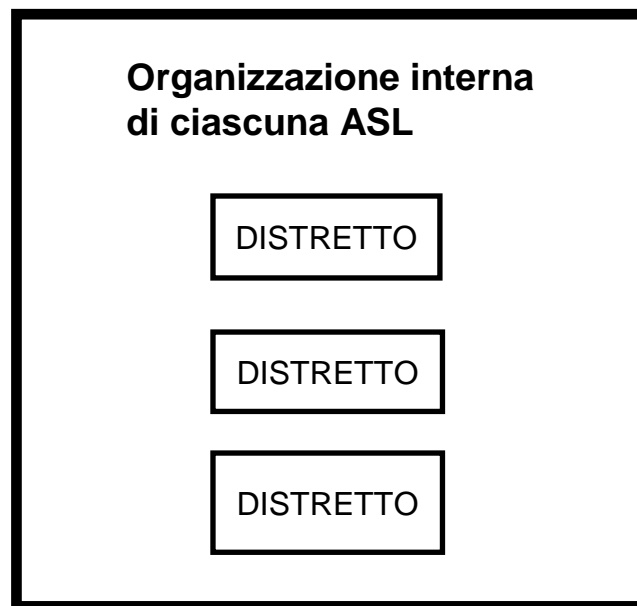 Organizzazione interna
di ciascuna ASL
DISTRETTO
DISTRETTO
DISTRETTO